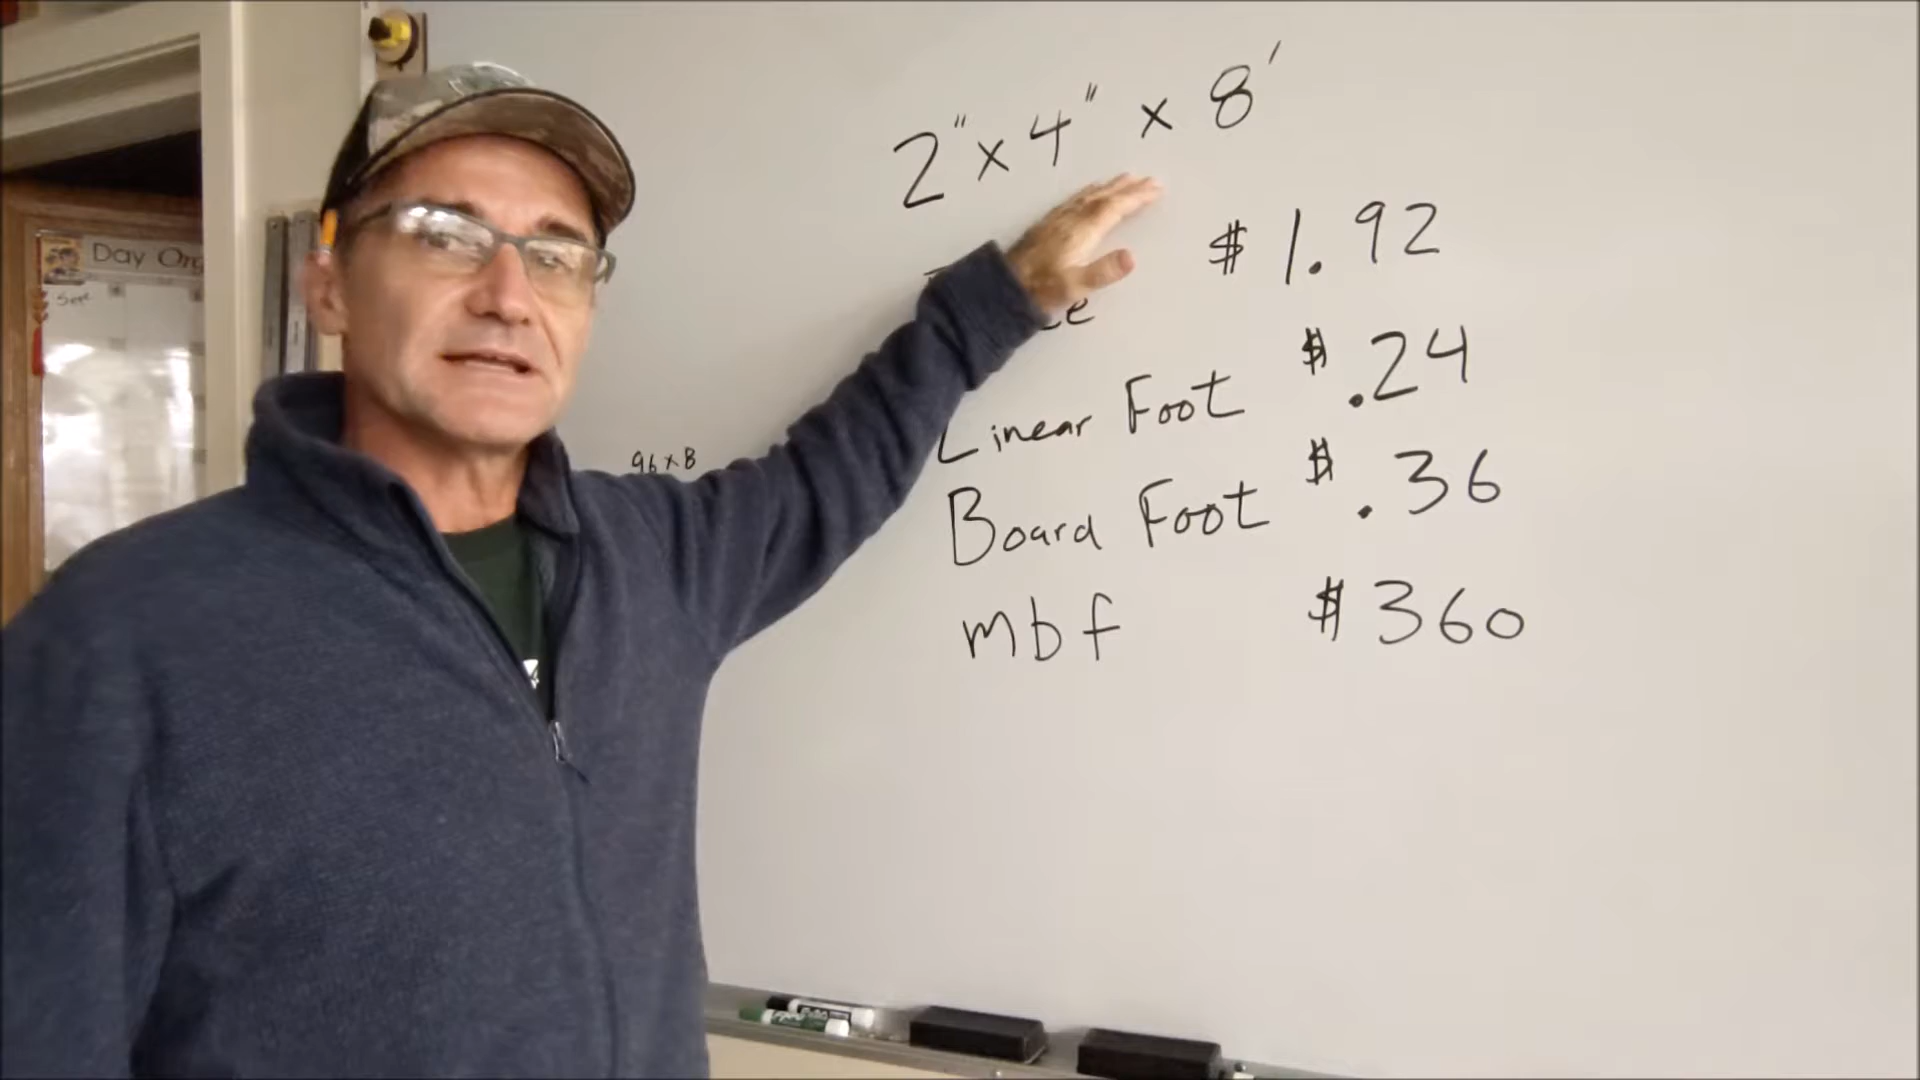 2" x 4" x 8'
$ 1.92
Linear Foot $ .24
Board Foot $ .36
mbf $ 360
96 x 8
Day Org